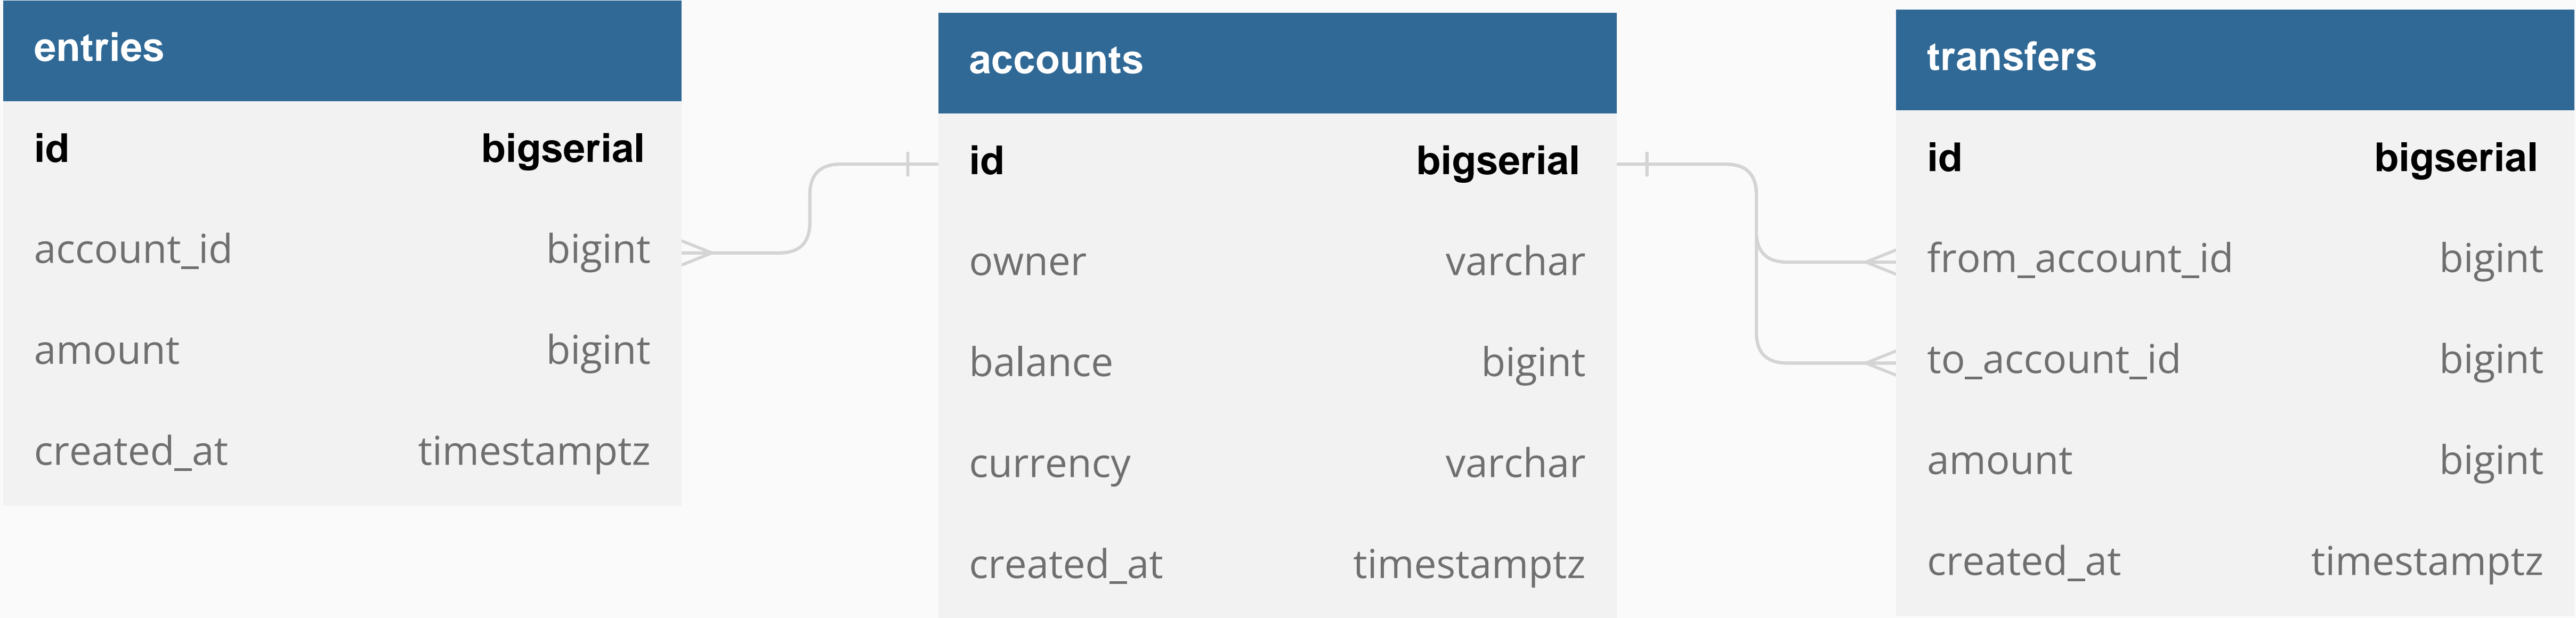 entries
id bigserial
account_id bigint
amount bigint
created_at timestamptz
accounts
id bigserial
owner varchar
balance bigint
currency varchar
created_at timestamptz
transfers
id bigserial
from_account_id bigint
to_account_id bigint
amount bigint
created_at timestamptz